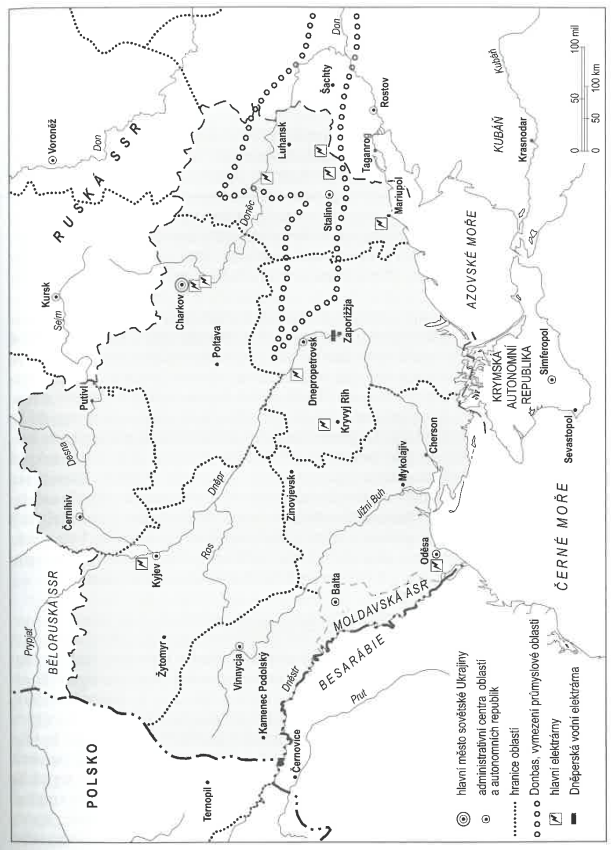 Don
Voroněž
Don
RUSKÁ SSR
Šachty
Rostov
Kubáň
KUBÁŇ
Krasnodar
Luhansk
Taganrog
Doněc
Stalino
Mariupol
AZOVSKÉ MOŘE
Kursk
Sejm
Charkov
Poltava
Dnepropetrovsk
Zaporižžja
KRYMSKÁ
AUTONOMNÍ
REPUBLIKA
Simferopol
Sevastopol
Putivl
Desna
Kryvyj Rih
Cherson
Mykolajiv
Černihiv
Dněpr
Zinovjevsk
Jižní Buh
ČERNÉ MOŘE
Kyjev
Ros
Oděsa
Prypjať
BĚLORUSKÁ SSR
Žytomyr
Balta
MOLDAVSKÁ ASR
BESARÁBIE
Vinnycja
Dněstr
Prut
Kamenec Podolský
POLSKO
Černovice
Ternopil
hlavní město sovětské Ukrajiny
administrativní centra oblastí
a autonomních republik
hranice oblastí
Donbas, vymezení průmyslové oblasti
hlavní elektrárny
Dněperská vodní elektrárna
0 50 100 mil
0 50 100 km